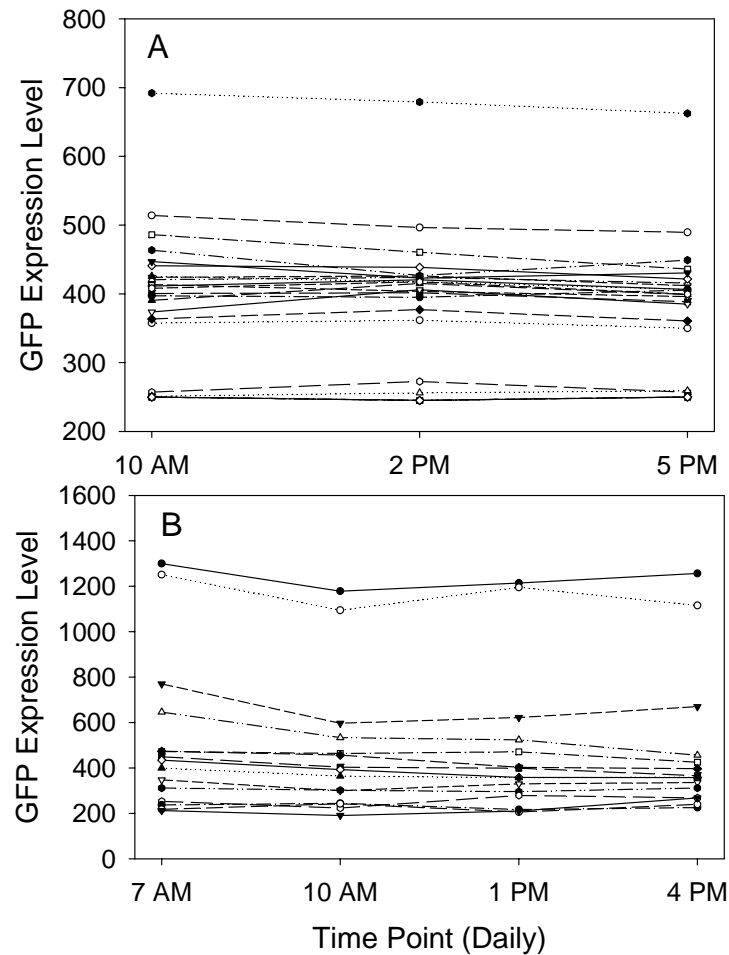 A
GFP Expression Level
800
700
600
500
400
300
200
10 AM 2 PM 5 PM
B
GFP Expression Level
1600
1400
1200
1000
800
600
400
200
0
7 AM 10 AM 1 PM 4 PM
Time Point (Daily)